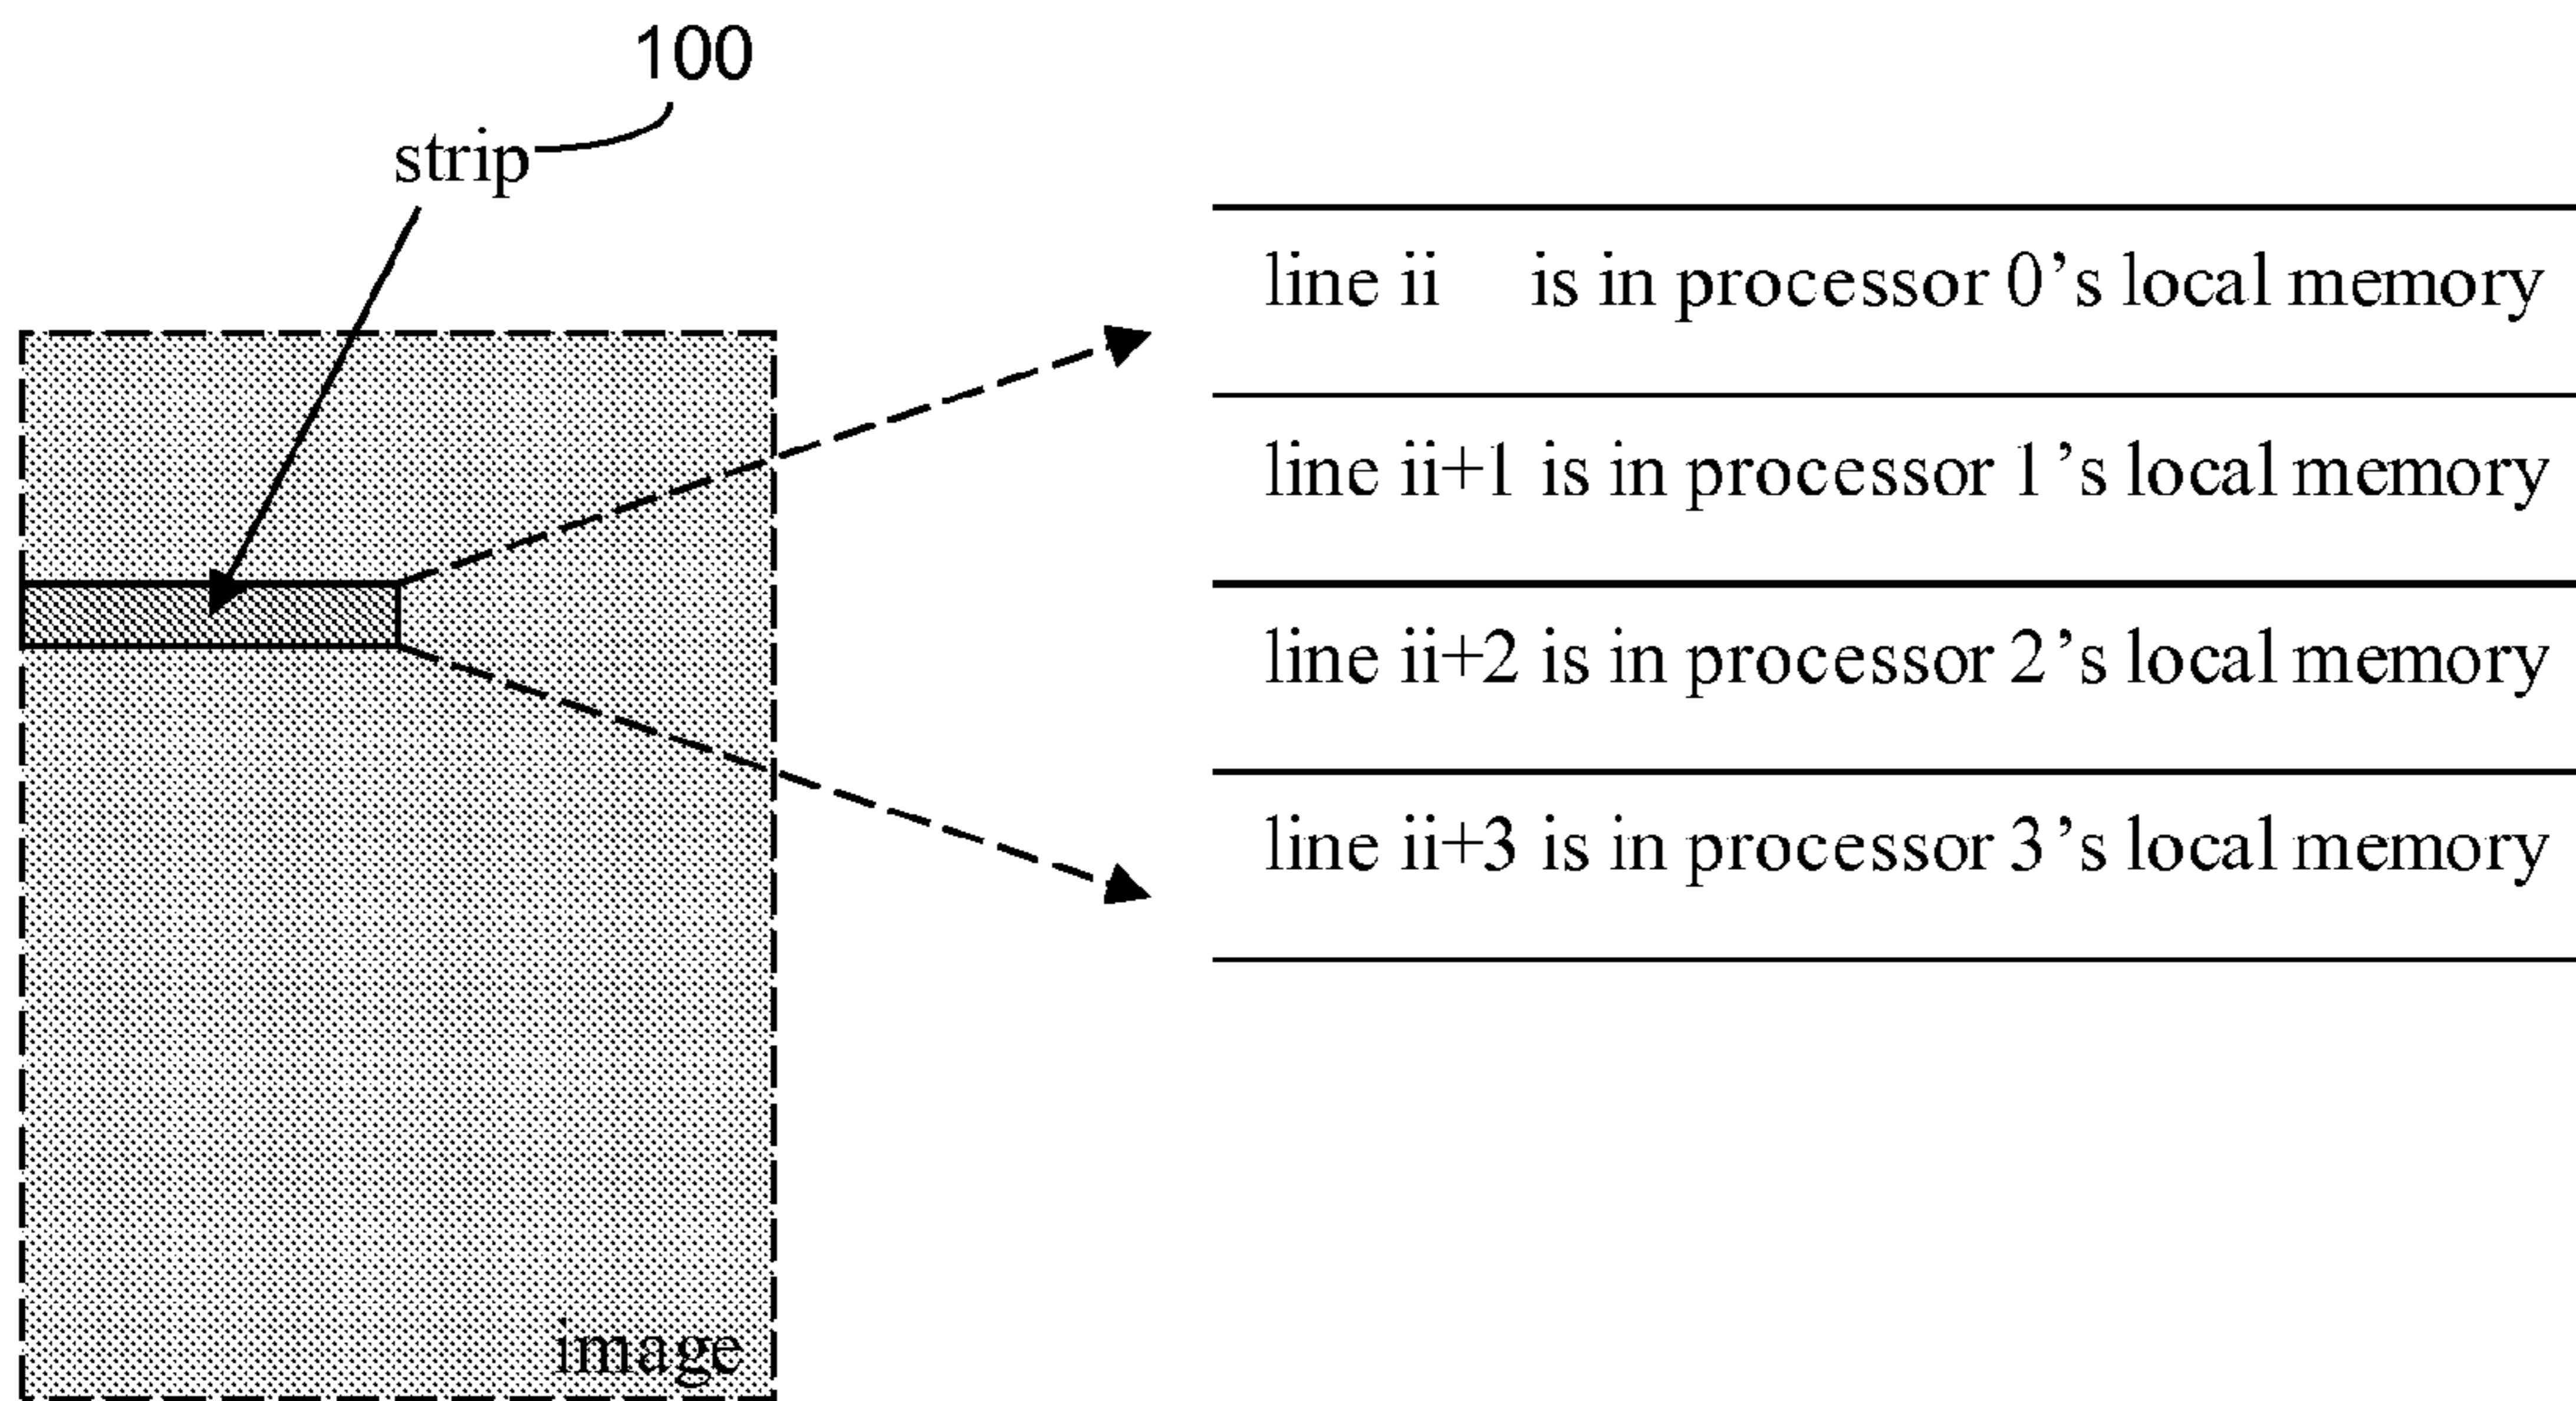 100
strip
line ii is in processor 0’s local memory
line ii+1 is in processor 1’s local memory
line ii+2 is in processor 2’s local memory
line ii+3 is in processor 3’s local memory
image